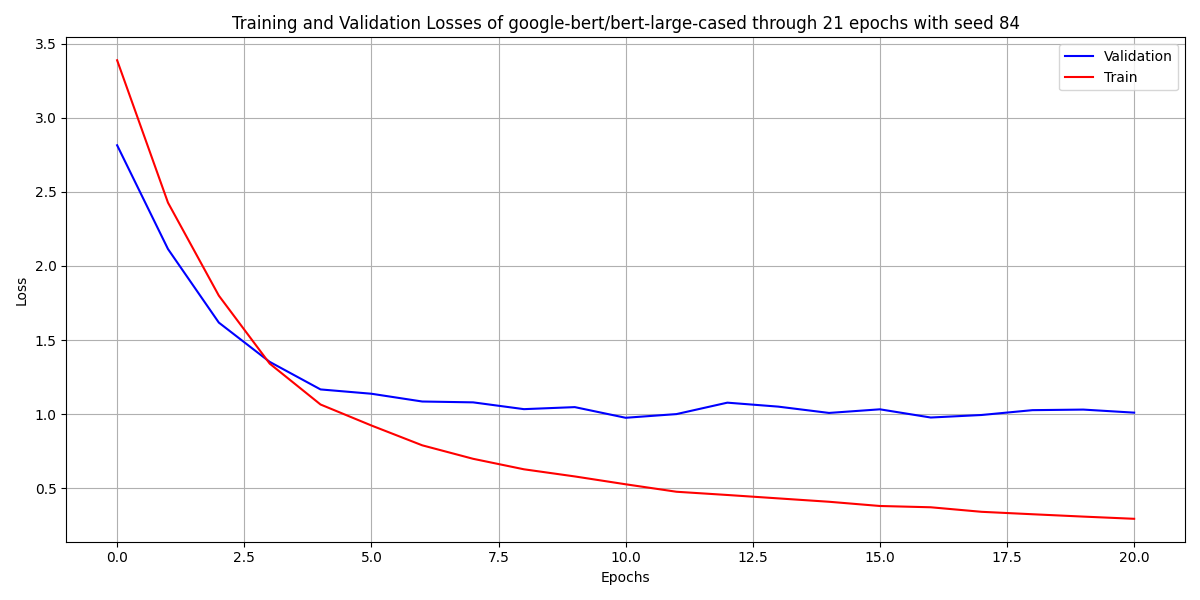 Training and Validation Losses of google-bert/bert-large-cased through 21 epochs with seed 84
Validation
Train
Loss
3.5
3.0
2.5
2.0
1.5
1.0
0.5
0.0 2.5 5.0 7.5 10.0 12.5 15.0 17.5 20.0
Epochs